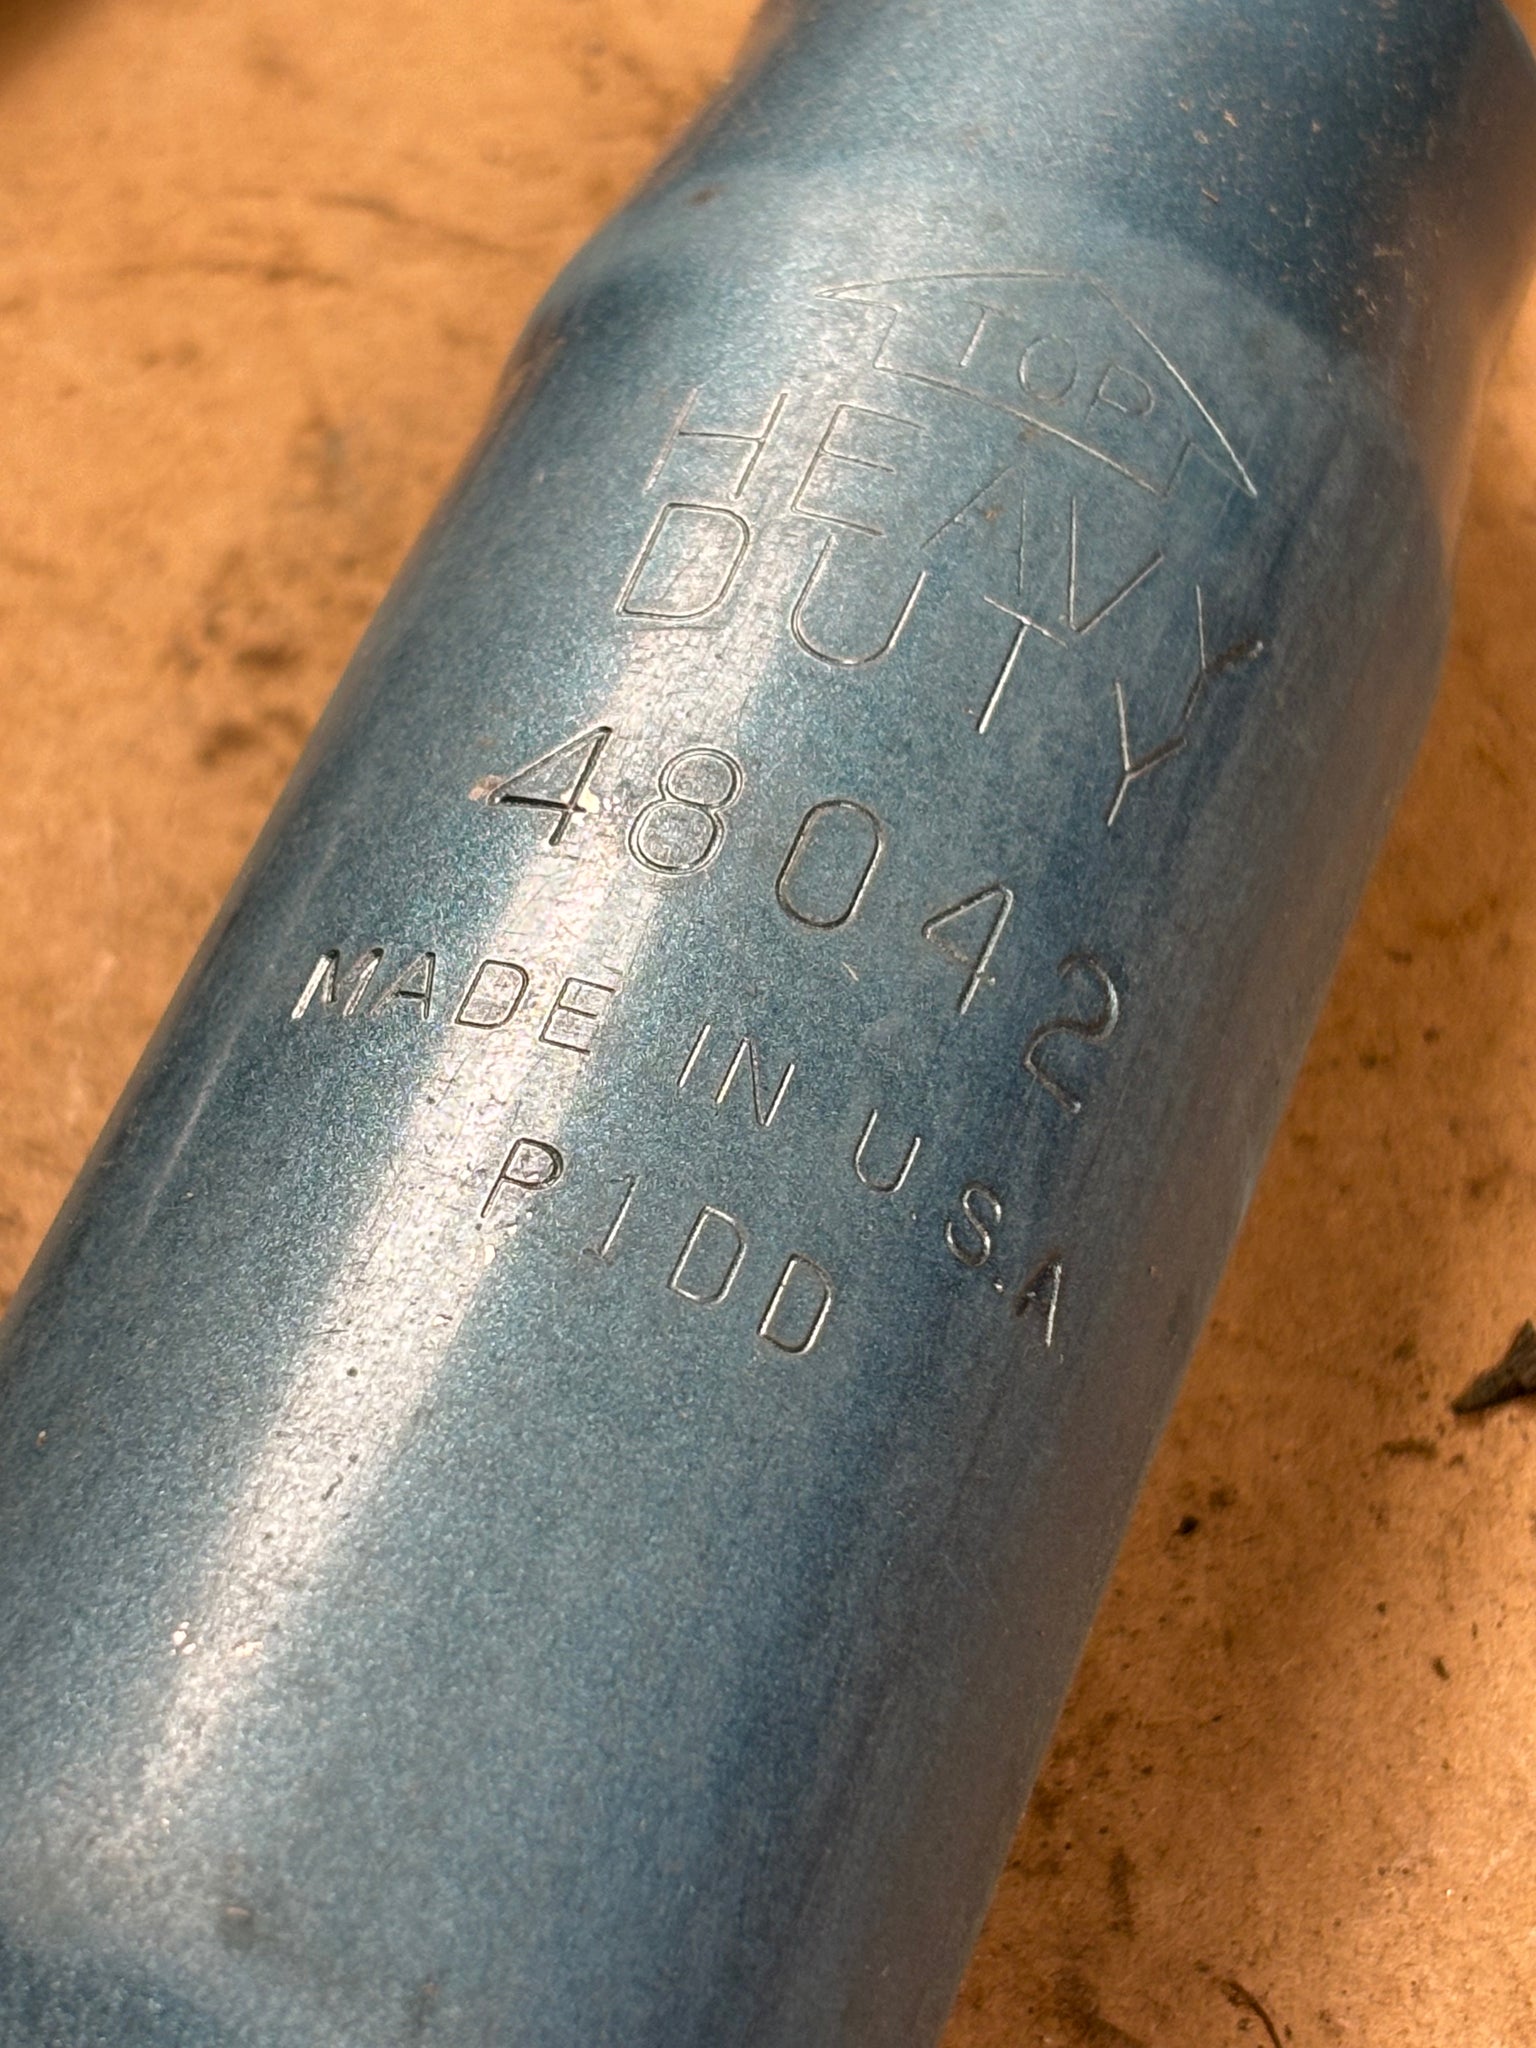 TOP
HEAVY
DUTY
48042
MADE IN U.S.A
P1DD